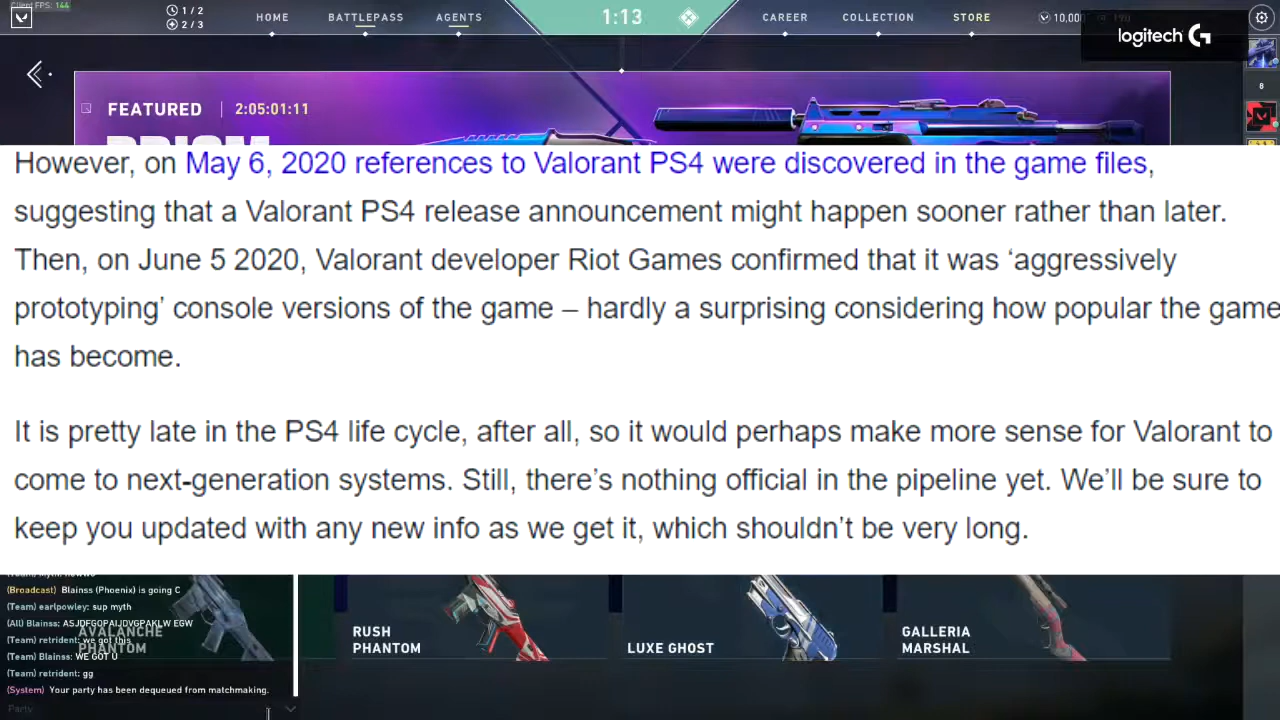 Client FPS: 144
1 / 2
2 / 3
HOME
BATTLEPASS
AGENTS
1:13
CAREER
COLLECTION
STORE
10,000
logitech G
8
FEATURED | 2:05:01:11
PRISM
However, on May 6, 2020 references to Valorant PS4 were discovered in the game files,
suggesting that a Valorant PS4 release announcement might happen sooner rather than later.
Then, on June 5 2020, Valorant developer Riot Games confirmed that it was ‘aggressively
prototyping’ console versions of the game – hardly a surprising considering how popular the game
has become.
It is pretty late in the PS4 life cycle, after all, so it would perhaps make more sense for Valorant to
come to next-generation systems. Still, there’s nothing official in the pipeline yet. We’ll be sure to
keep you updated with any new info as we get it, which shouldn’t be very long.
(Broadcast) Blainss (Phoenix) is going C
(Team) earlpowley: sup myth
(All) Blainss: ASJDFGOPAIJDVGPAKLW EGW
(Team) retrident: we got this
(Team) Blainss: WE GOT U
(Team) retrident: gg
(System) Your party has been dequeued from matchmaking.
Party
AVALANCHE
PHANTOM
RUSH
PHANTOM
LUXE GHOST
GALLERIA
MARSHAL